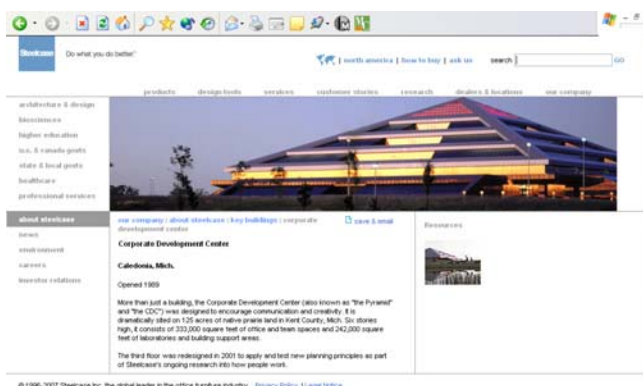 Steelcase Do what you do better.™
north america | how to buy | ask us search GO
products design tools services customer stories research dealers & locations our company
architecture & design
biosciences
higher education
u.s. & canada govts
state & local govts
healthcare
professional services
about steelcase
news
environment
careers
investor relations
our company : about steelcase : key buildings : corporate
development center
save & email
Resources
Corporate Development Center
Caledonia, Mich.
Opened 1989
More than just a building, the Corporate Development Center (also known as "the Pyramid"
and "the CDC") was designed to encourage communication and creativity. It is
dramatically sited on 125 acres of native prairie land in Kent County, Mich. Six stories
high, it consists of 333,000 square feet of office and team spaces and 242,000 square
feet of laboratories and building support areas.
The third floor was redesigned in 2001 to apply and test new planning principles as part
of Steelcase's ongoing research into how people work.
© 1996-2007 Steelcase Inc. the global leader in the office furniture industry. Privacy Policy | Legal Notice